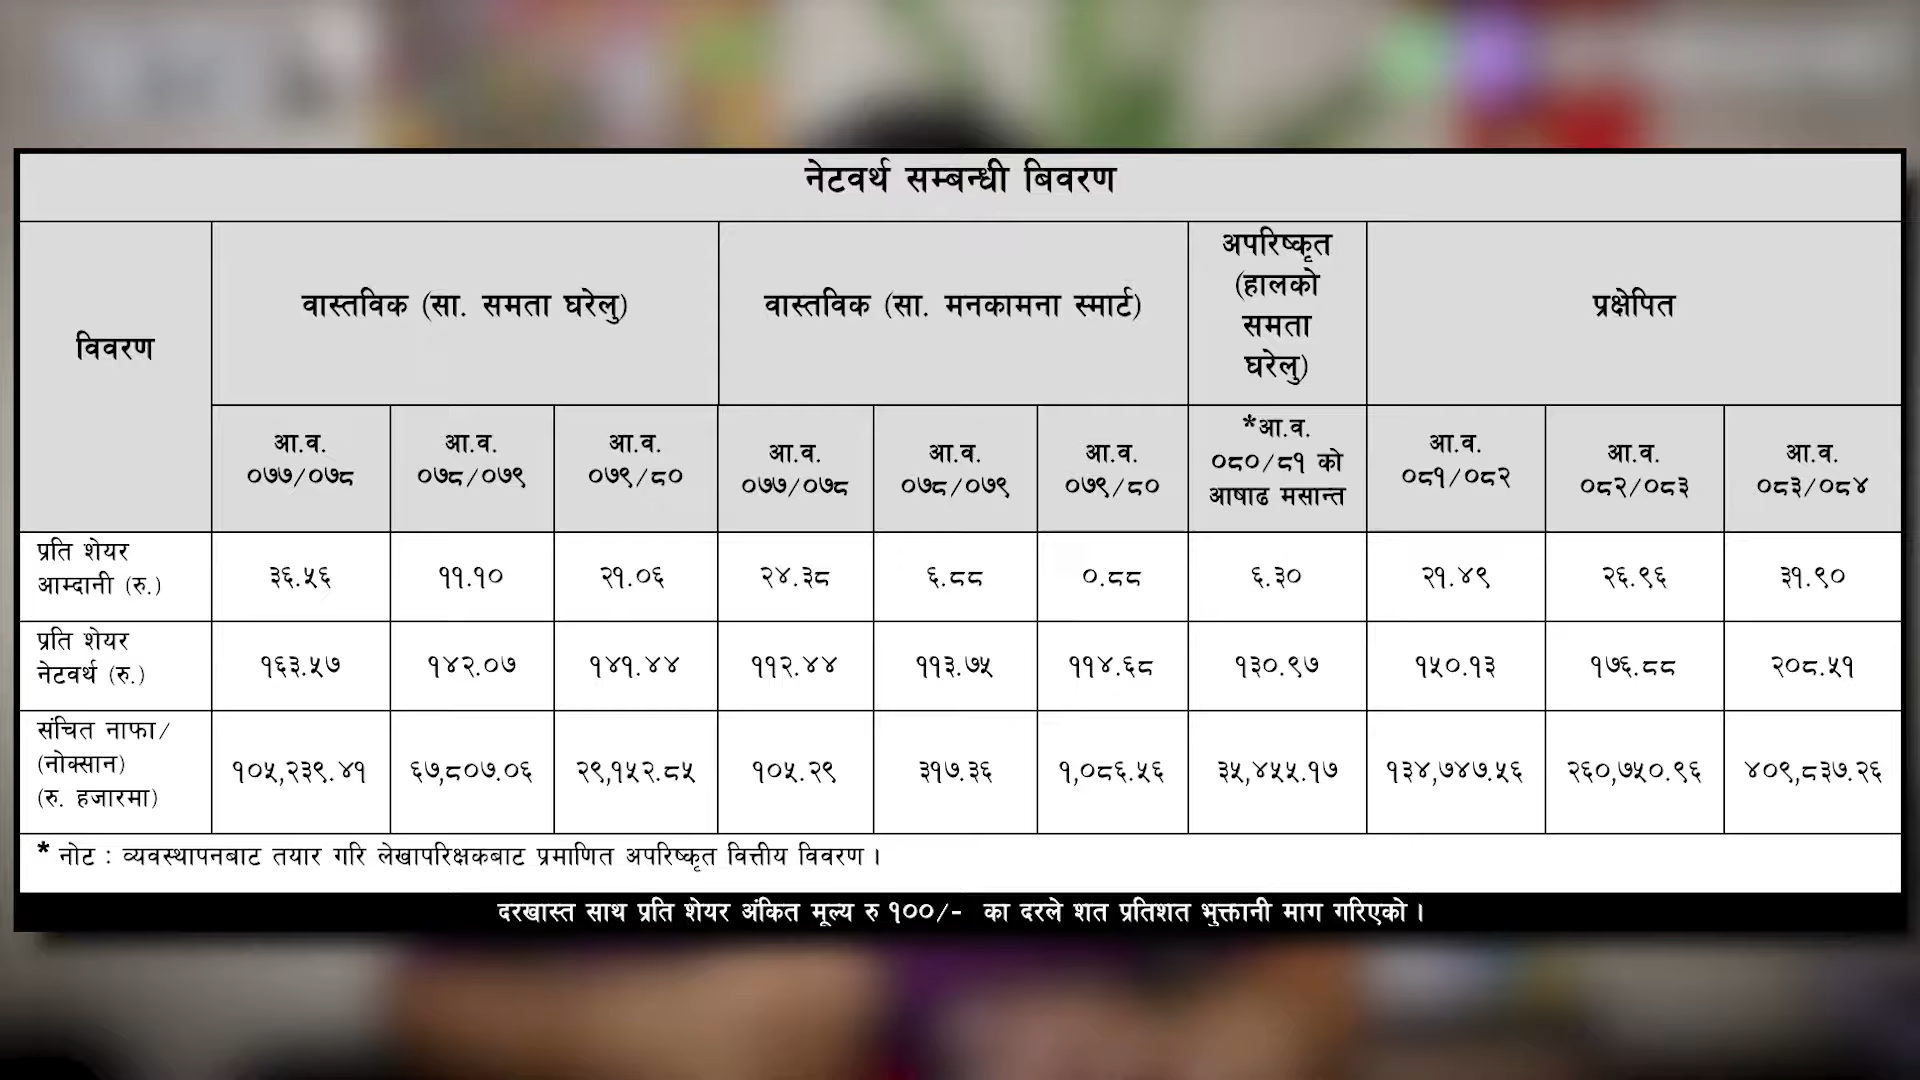 नेटवर्थ सम्बन्धी बिवरण
विवरण
वास्तविक (सा. समता घरेलु)
वास्तविक (सा. मनकामना स्मार्ट)
अपरिष्कृत
(हालको
समता
घरेलु)
प्रक्षेपित
आ.व.
०७७/०७८
आ.व.
०७८/०७९
आ.व.
०७९/८०
आ.व.
०७७/०७८
आ.व.
०७८/०७९
आ.व.
०७९/८०
*आ.व.
०८०/८१ को
आषाढ मसान्त
आ.व.
०८१/०८२
आ.व.
०८२/०८३
आ.व.
०८३/०८४
प्रति शेयर
आम्दानी (रु.)
३६.५६
११.१०
२१.०६
२४.३८
६.८८
०.८८
६.३०
२१.४९
२६.९६
३१.९०
प्रति शेयर
नेटवर्थ (रु.)
१६३.५७
१४२.०७
१४१.४४
११२.४४
११३.७५
११४.६८
१३०.९७
१५०.१३
१७६.८८
२०८.५१
संचित नाफा/
(नोक्सान)
(रु. हजारमा)
१०५,२३९.४१
६७,८०७.०६
२९,१५२.८५
१०५.२९
३१७.३६
१,०८६.५६
३५,४५५.१७
१३४,७४७.५६
२६०,७५०.९६
४०९,८३७.२६
* नोट : व्यवस्थापनबाट तयार गरि लेखापरिक्षकबाट प्रमाणित अपरिष्कृत वित्तीय विवरण ।
दरखास्त साथ प्रति शेयर अंकित मूल्य रु १००/- का दरले शत प्रतिशत भुक्तानी माग गरिएको ।